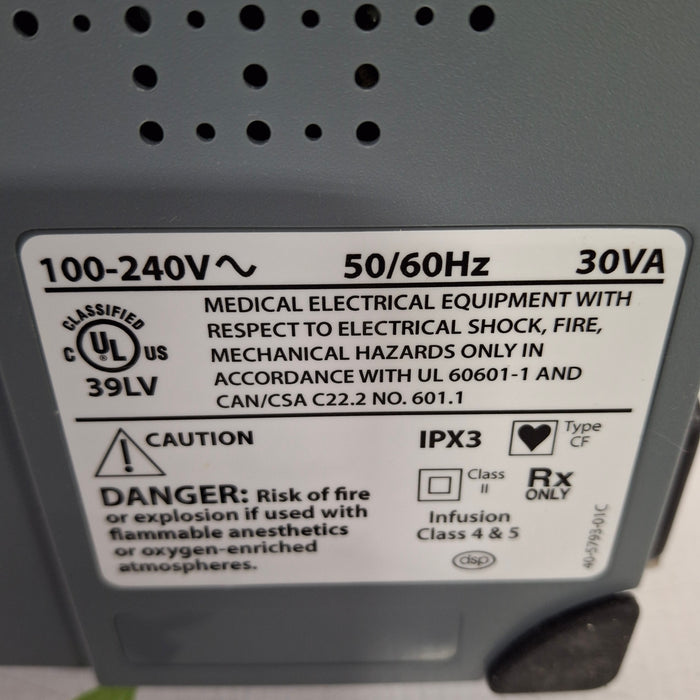 100-240V~ 50/60Hz 30VA
CLASSIFIED
C UL® US
39LV
MEDICAL ELECTRICAL EQUIPMENT WITH
RESPECT TO ELECTRICAL SHOCK, FIRE,
MECHANICAL HAZARDS ONLY IN
ACCORDANCE WITH UL 60601-1 AND
CAN/CSA C22.2 NO. 601.1
! CAUTION
DANGER: Risk of fire
or explosion if used with
flammable anesthetics
or oxygen-enriched
atmospheres.
IPX3 Type
CF
Class
II
Rx
ONLY
Infusion
Class 4 & 5
dsp
40-5793-01C